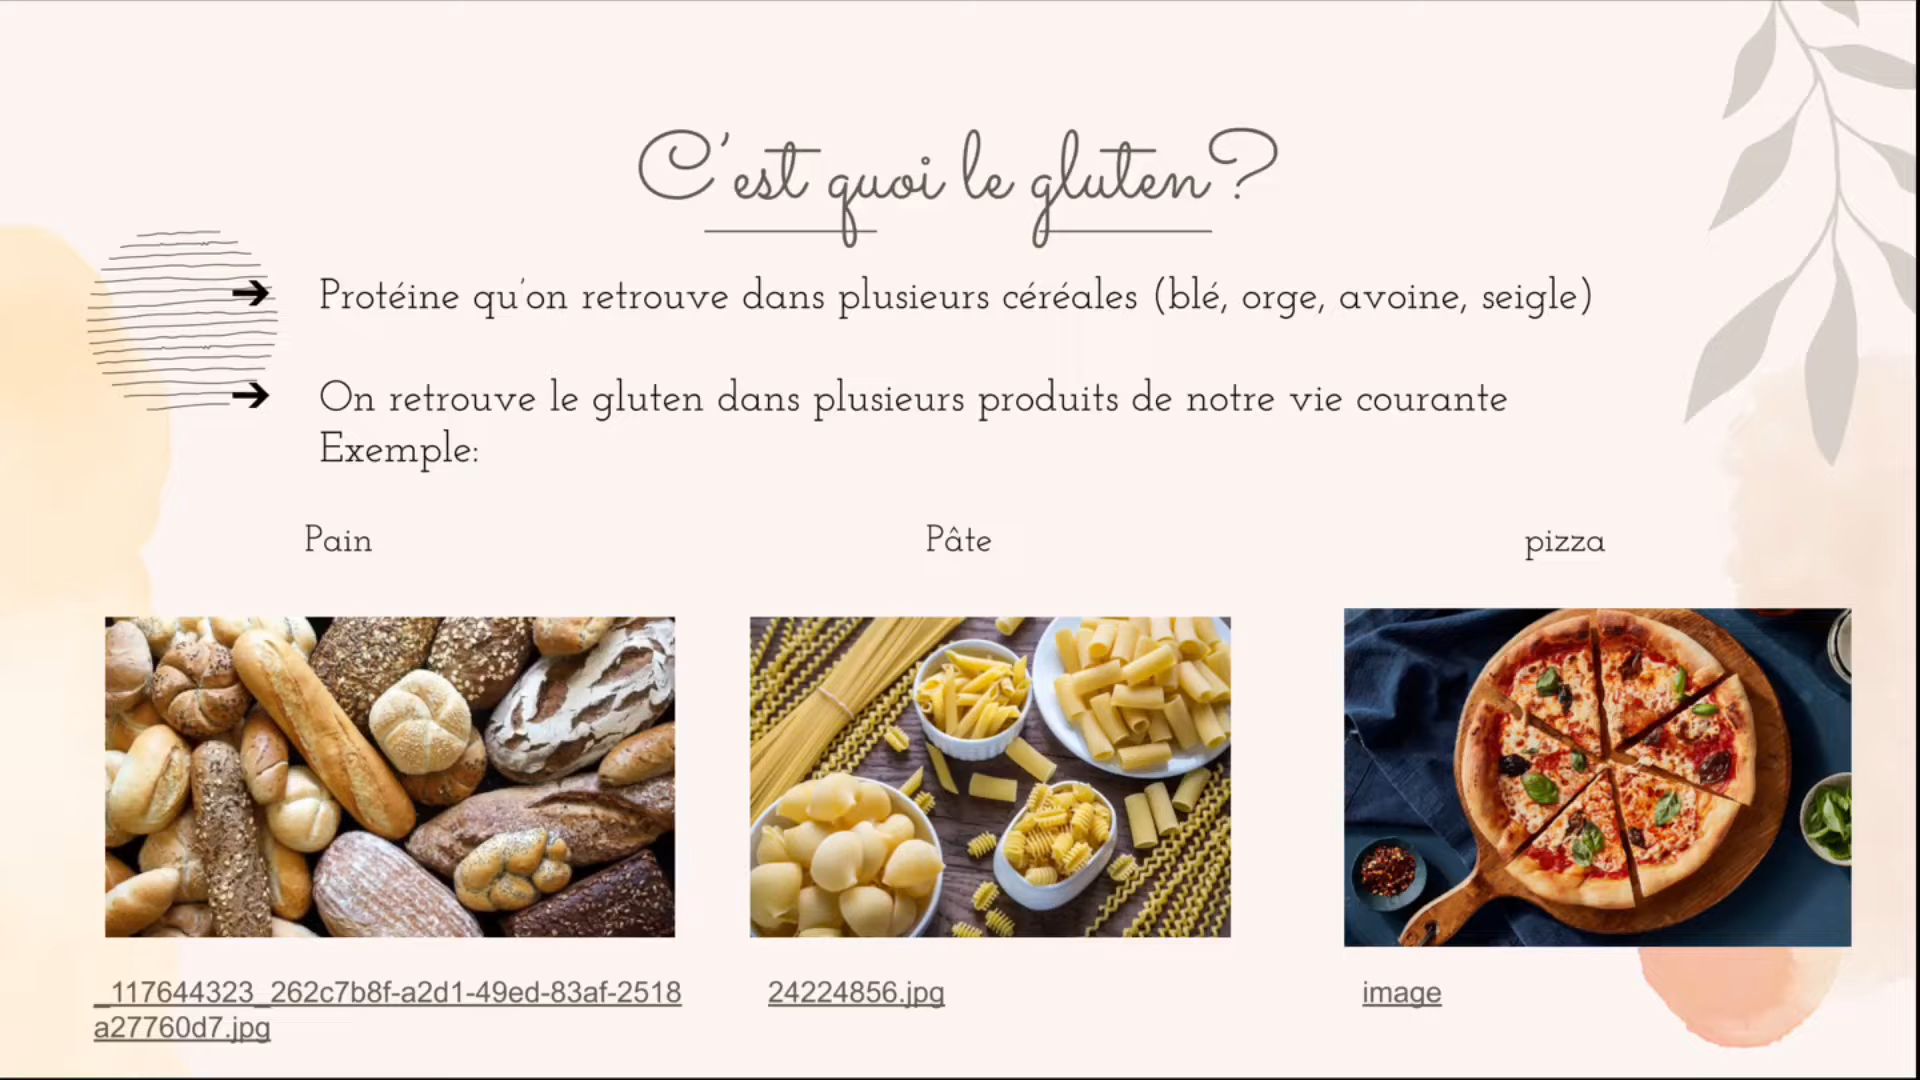 C'est quoi le gluten?
➔ Protéine qu'on retrouve dans plusieurs céréales (blé, orge, avoine, seigle)
➔ On retrouve le gluten dans plusieurs produits de notre vie courante
Exemple:
Pain
Pâte
pizza
_117644323_262c7b8f-a2d1-49ed-83af-2518
a27760d7.jpg
24224856.jpg
image